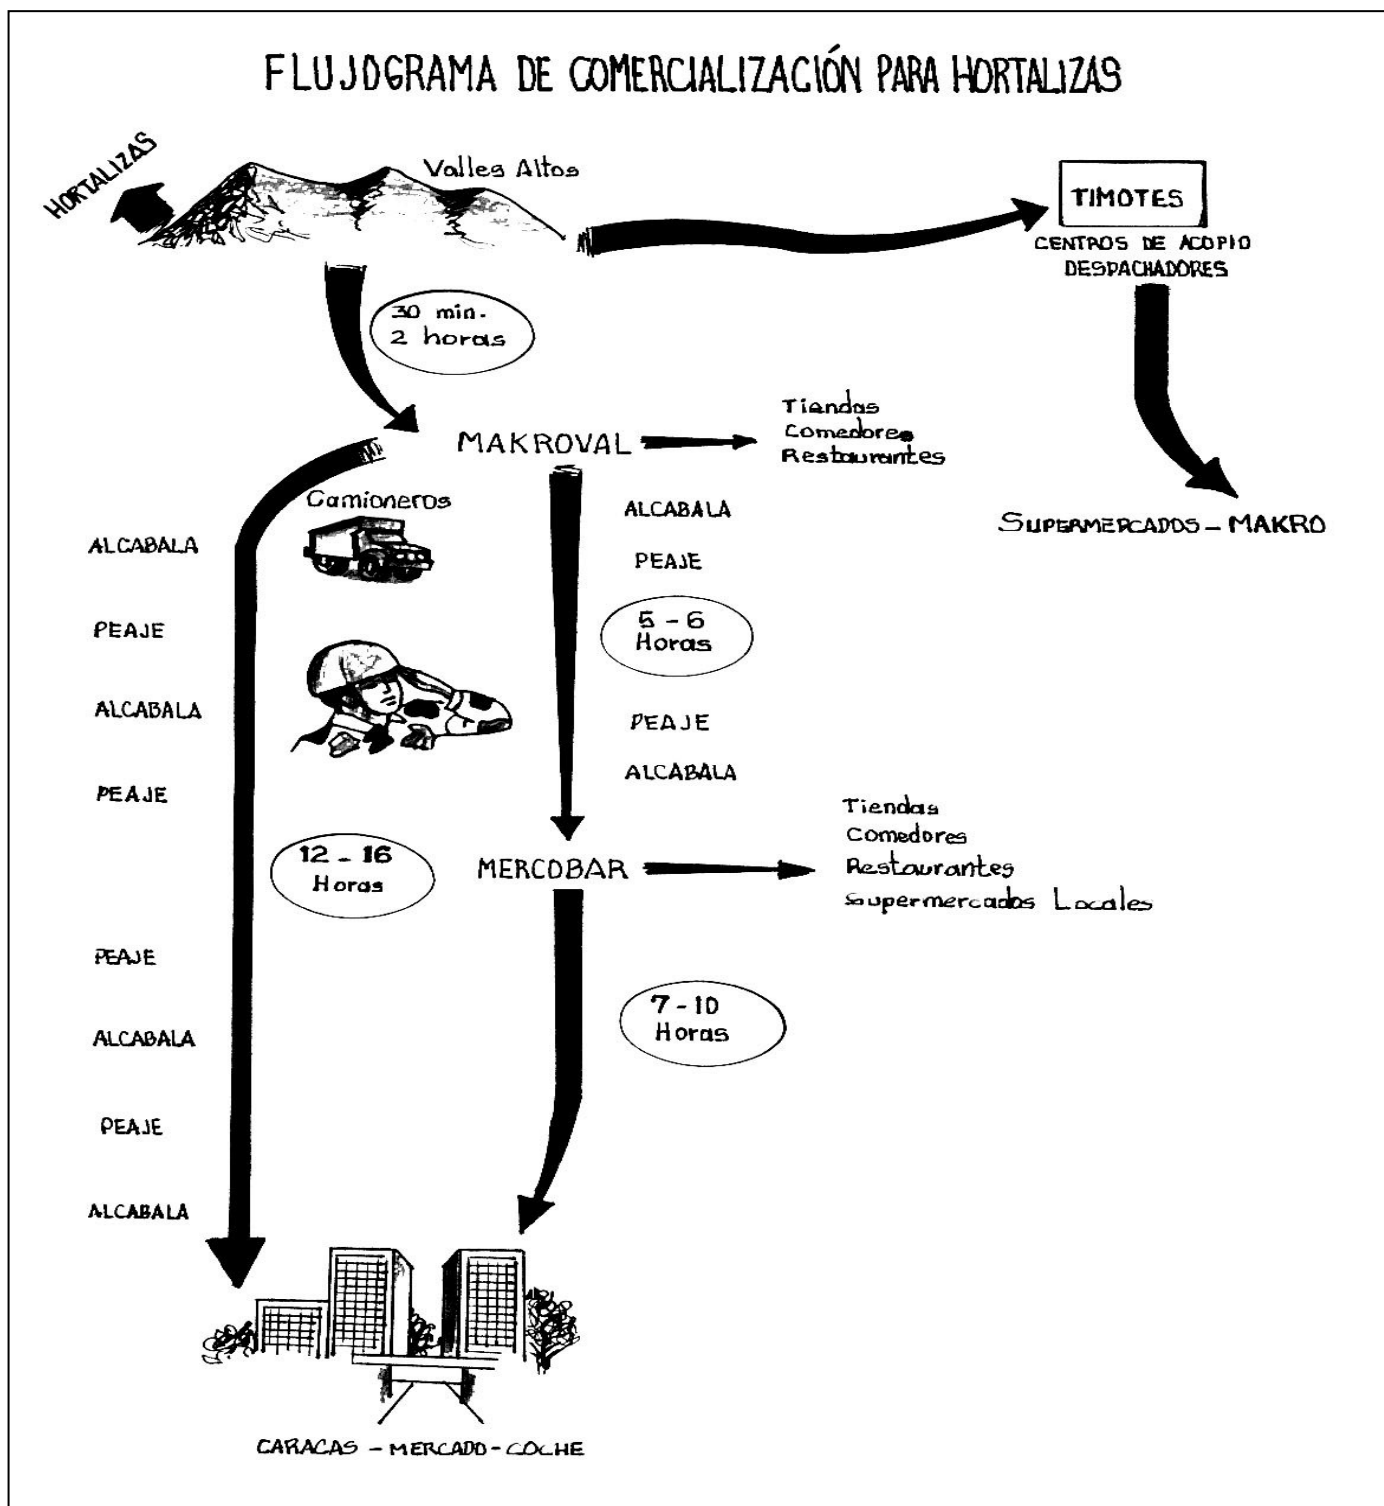 FLUJOGRAMA DE COMERCIALIZACIÓN PARA HORTALIZAS
HORTALIZAS
Valles Altos
TIMOTES
CENTROS DE ACOPIO
DESPACHADORES
30 min.
2 horas
MAKROVAL
Tiendas
Comedores
Restaurantes
SUPERMERCADOS - MAKRO
Camioneros
ALCABALA
PEAJE
ALCABALA
PEAJE
12 - 16
Horas
PEAJE
ALCABALA
PEAJE
ALCABALA
ALCABALA
PEAJE
5 - 6
Horas
PEAJE
ALCABALA
MERCOBAR
Tiendas
Comedores
Restaurantes
Supermercados Locales
7 - 10
Horas
CARACAS - MERCADO - COCHE